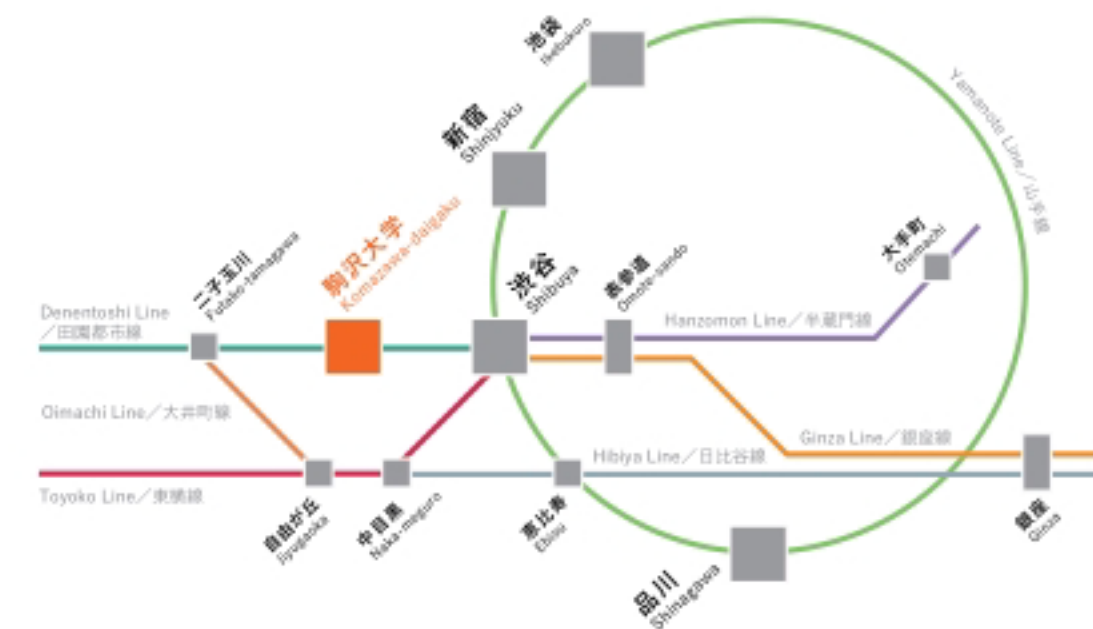 池袋
Ikebukuro
新宿
Shinjyuku
Yamanote Line／山手線
二子玉川
Futako-tamagawa
駒沢大学
Komazawa-daigaku
渋谷
Shibuya
表参道
Omote-sando
大手町
Otemachi
Denentoshi Line
／田園都市線
Hanzomon Line／半蔵門線
Oimachi Line／大井町線
Ginza Line／銀座線
Hibiya Line／日比谷線
Toyoko Line／東横線
自由が丘
Jiyugaoka
中目黒
Naka-meguro
恵比寿
Ebisu
銀座
Ginza
品川
Shinagawa